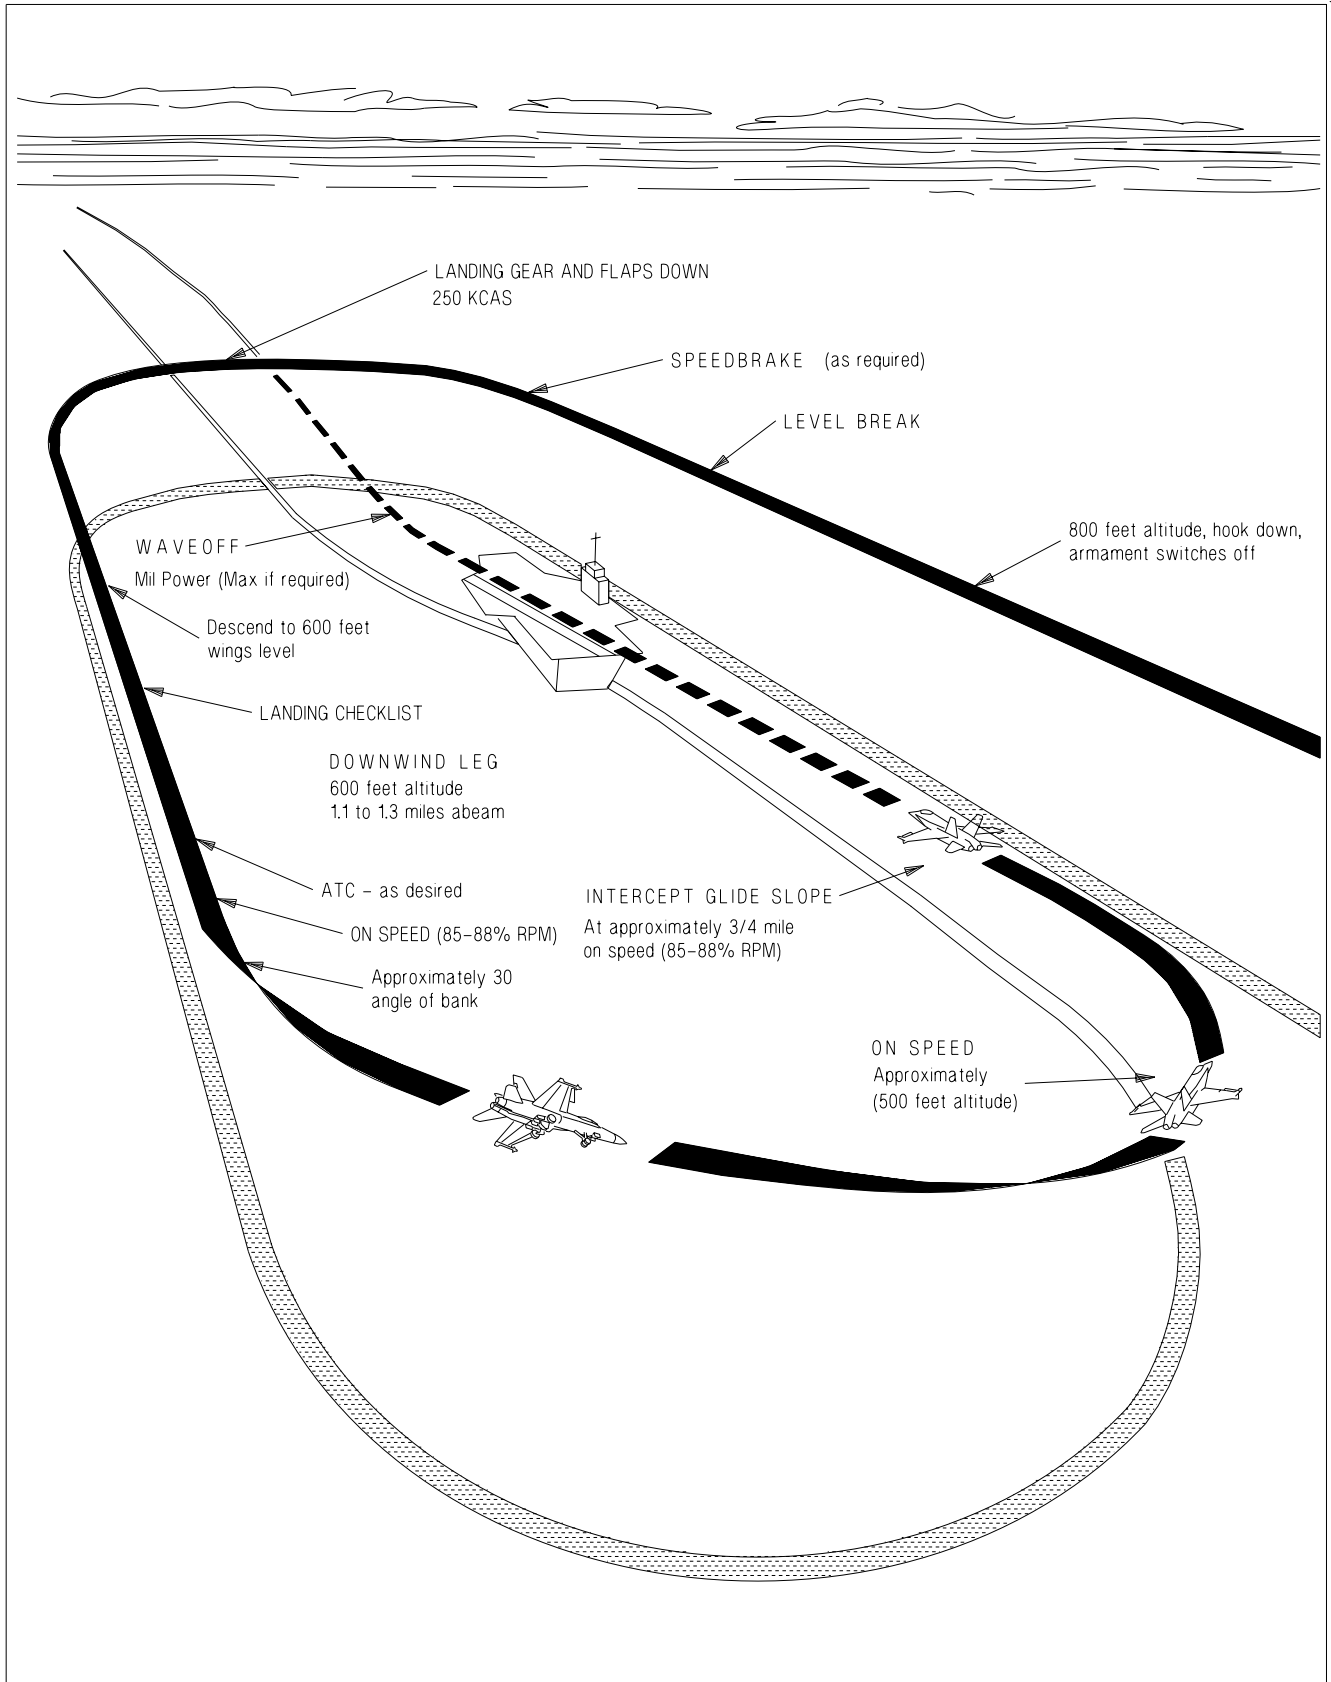 LANDING GEAR AND FLAPS DOWN
250 KCAS
SPEEDBRAKE (as required)
LEVEL BREAK
800 feet altitude, hook down,
armament switches off
WAVEOFF
Mil Power (Max if required)
Descend to 600 feet
wings level
LANDING CHECKLIST
DOWNWIND LEG
600 feet altitude
1.1 to 1.3 miles abeam
ATC – as desired
INTERCEPT GLIDE SLOPE
At approximately 3/4 mile
on speed (85–88% RPM)
ON SPEED (85–88% RPM)
Approximately 30
angle of bank
ON SPEED
Approximately
(500 feet altitude)